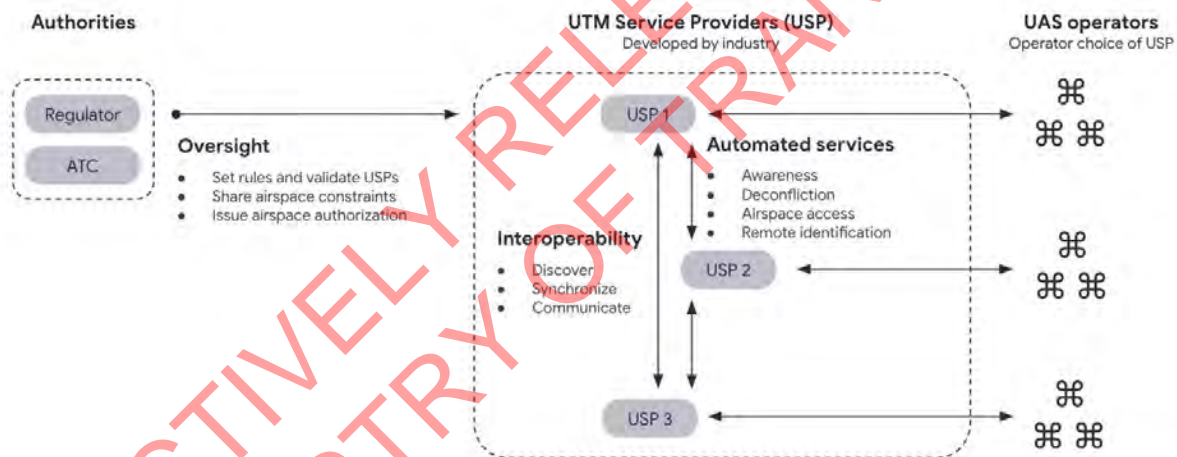 Authorities
UTM Service Providers (USP)
Developed by industry
UAS operators
Operator choice of USP
Regulator
ATC
Oversight
• Set rules and validate USPs
• Share airspace constraints
• Issue airspace authorization
USP 1
Automated services
• Awareness
• Deconfliction
• Airspace access
• Remote identification
Interoperability
• Discover
• Synchronize
• Communicate
USP 2
USP 3